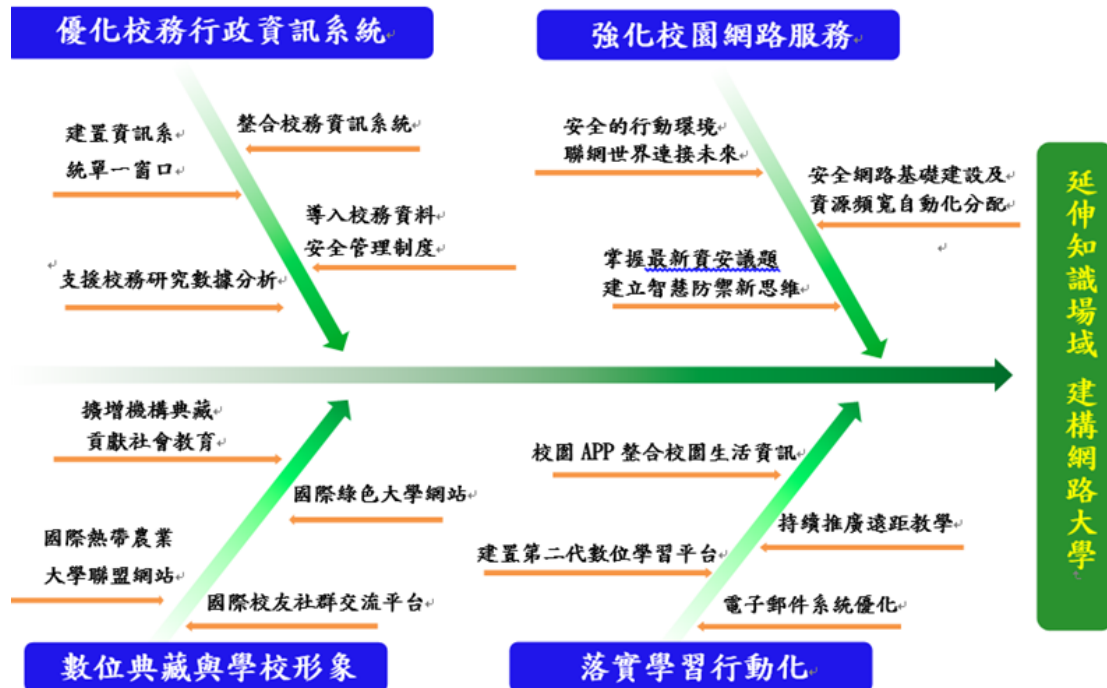 優化校務行政資訊系統
強化校園網路服務
建置資訊系
統單一窗口
整合校務資訊系統
導入校務資料
安全管理制度
支援校務研究數據分析
安全的行動環境
聯網世界連接未來
安全網路基礎建設及
資源頻寬自動化分配
掌握最新資安議題
建立智慧防禦新思維
延伸知識場域 建構網路大學
擴增機構典藏
貢獻社會教育
國際綠色大學網站
國際熱帶農業
大學聯盟網站
國際校友社群交流平台
校園 APP 整合校園生活資訊
持續推廣遠距教學
建置第二代數位學習平台
電子郵件系統優化
數位典藏與學校形象
落實學習行動化